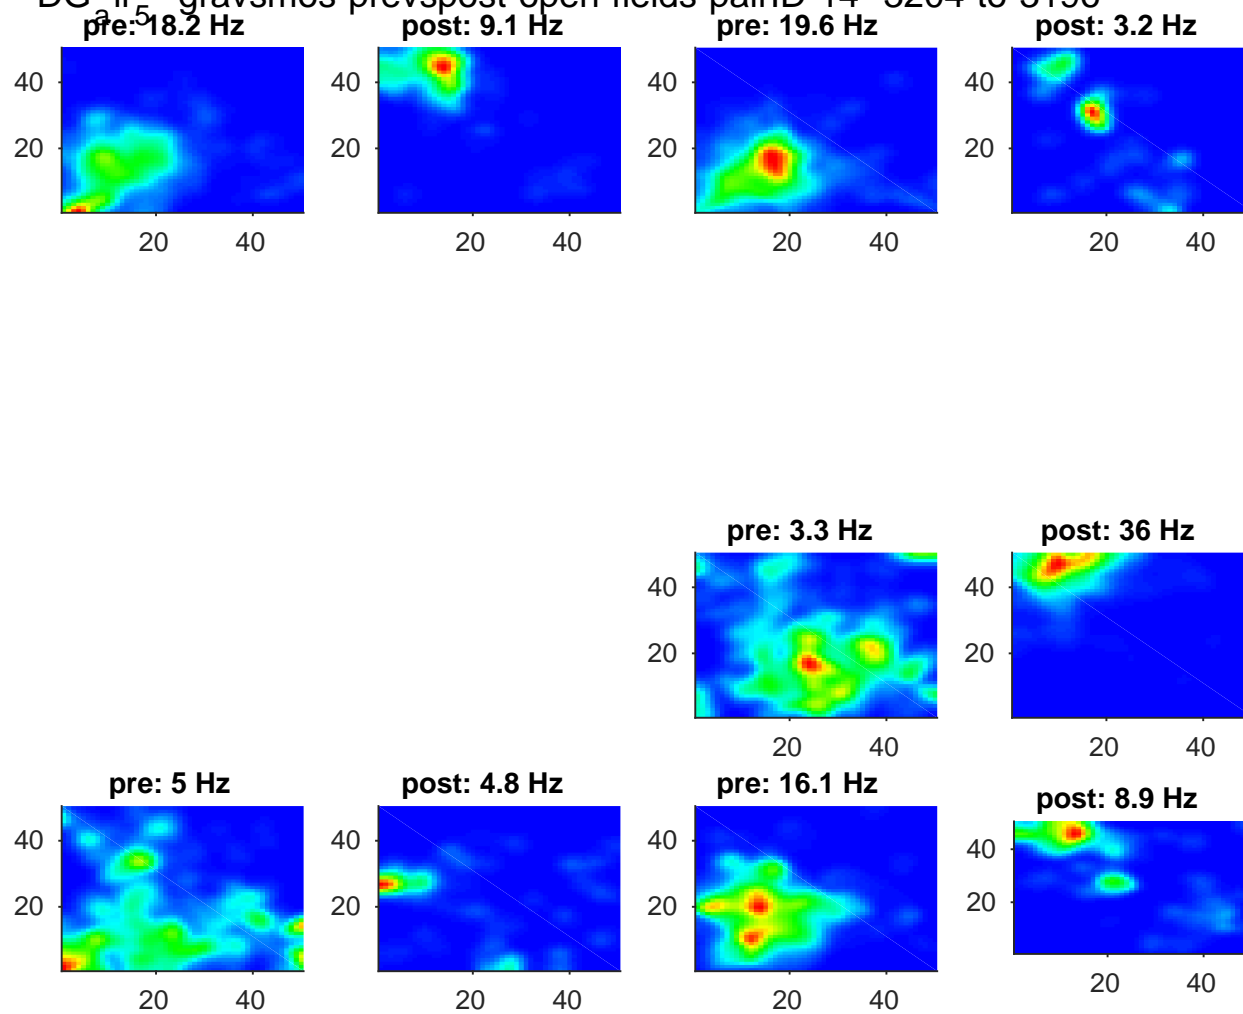 pre: 18.2 Hz post: 9.1 Hz pre: 19.6 Hz post: 3.2 Hz
40 40 40 40
20 20 20 20
20 40 20 40 20 40 20 40
pre: 3.3 Hz post: 36 Hz
40 40
20 20
20 40 20 40
pre: 5 Hz post: 4.8 Hz pre: 16.1 Hz post: 8.9 Hz
40 40 40 40
20 20 20 20
20 40 20 40 20 40 20 40